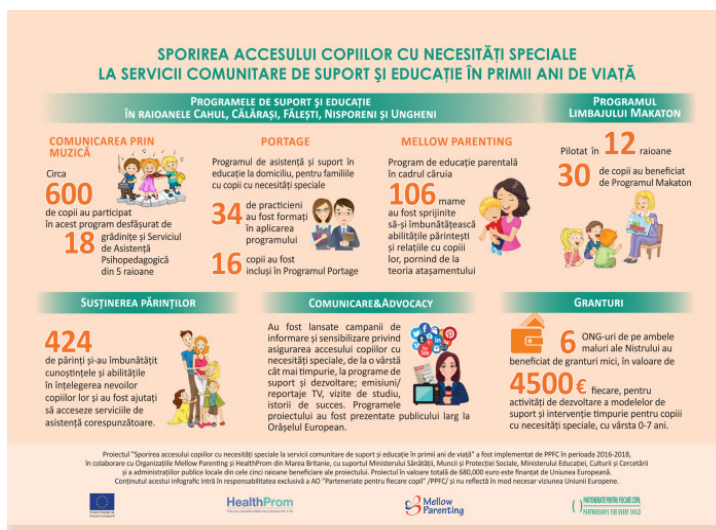 SPORIREA ACCESULUI COPIILOR CU NECESITĂȚI SPECIALE
LA SERVICII COMUNITARE DE SUPORT ȘI EDUCAȚIE ÎN PRIMII ANI DE VIAȚĂ
PROGRAMELE DE SUPORT ȘI EDUCAȚIE
ÎN RAIOANELE CAHUL, CĂLĂRAȘI, FĂLEȘTI, NISPORENI ȘI UNGHENI
PROGRAMUL
LIMBAJULUI MAKATON
COMUNICAREA PRIN
MUZICĂ
Circa
600
de copii au participat
în acest program desfășurat de
18 grădinițe și Serviciul
de Asistență
Psihopedagogică
din 5 raioane
PORTAGE
Programul de asistență și suport în
educație la domiciliu, pentru familiile
cu copii cu necesități speciale
34 de practicieni
au fost formați
în aplicarea
programului
16 copii au fost
incluși în Programul Portage
MELLOW PARENTING
Program de educație parentală
în cadrul căruia
106 mame
au fost sprijinite
să-și îmbunătățească
abilitățile părintești
și relațiile cu copiii
lor, pornind de la
teoria atașamentului
Pilotat în 12 raioane
30 de copii au beneficiat
de Programul Makaton
SUSȚINEREA PĂRINȚILOR
424
de părinți și-au îmbunătățit
cunoștințele și abilitățile
în înțelegerea nevoilor
copiilor lor și au fost ajutați
să acceseze serviciile de
asistență corespunzătoare.
COMUNICARE&ADVOCACY
Au fost lansate campanii de
informare și sensibilizare privind
asigurarea accesului copiilor cu
necesități speciale, de la o vârstă
cât mai timpurie, la programe de
suport și dezvoltare; emisiuni/
reportaje TV, vizite de studiu,
istorii de succes. Programele
proiectului au fost prezentate publicului larg la
Orășelul European.
GRANTURI
6 ONG-uri de pe ambele
maluri ale Nistrului au
beneficiat de granturi mici, în valoare de
4500€ fiecare, pentru
activități de dezvoltare a modelelor de
suport și intervenție timpurie pentru copiii
cu necesități speciale, cu vârsta 0-7 ani.
Proiectul "Sporirea accesului copiilor cu necesități speciale la servicii comunitare de suport și educație în primii ani de viață" a fost implementat de PPFC în perioada 2016-2018,
în colaborare cu Organizațiile Mellow Parenting și HealthProm din Marea Britanie, cu suportul Ministerului Sănătății, Muncii și Protecției Sociale, Ministerului Educației, Culturii și Cercetării
și a administrațiilor publice locale din cele cinci raioane beneficiare ale proiectului. Proiectul în valoare totală de 680,000 euro este finanțat de Uniunea Europeană.
Conținutul acestui infografic intră în responsabilitatea exclusivă a AO "Parteneriate pentru fiecare copil" /PPFC/ și nu reflectă în mod necesar viziunea Uniunii Europene.
HealthProm
Mellow
Parenting
PARTENERIATE PENTRU FIECARE COPIL
PARTNERSHIPS FOR EVERY CHILD